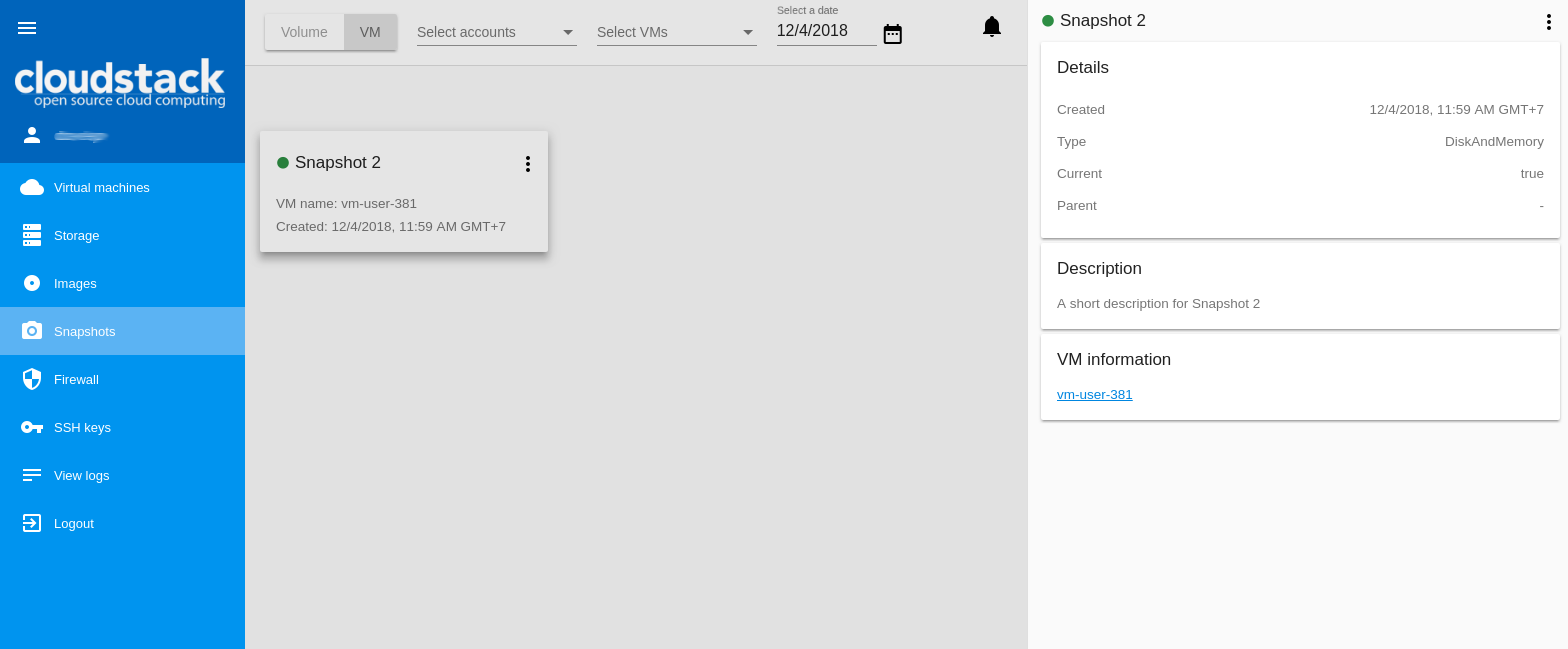 cloudstack
open source cloud computing
Virtual machines
Storage
Images
Snapshots
Firewall
SSH keys
View logs
Logout
Volume
VM
Select accounts
Select VMs
Select a date
12/4/2018
Snapshot 2
VM name: vm-user-381
Created: 12/4/2018, 11:59 AM GMT+7
Snapshot 2
Details
Created 12/4/2018, 11:59 AM GMT+7
Type DiskAndMemory
Current true
Parent -
Description
A short description for Snapshot 2
VM information
vm-user-381